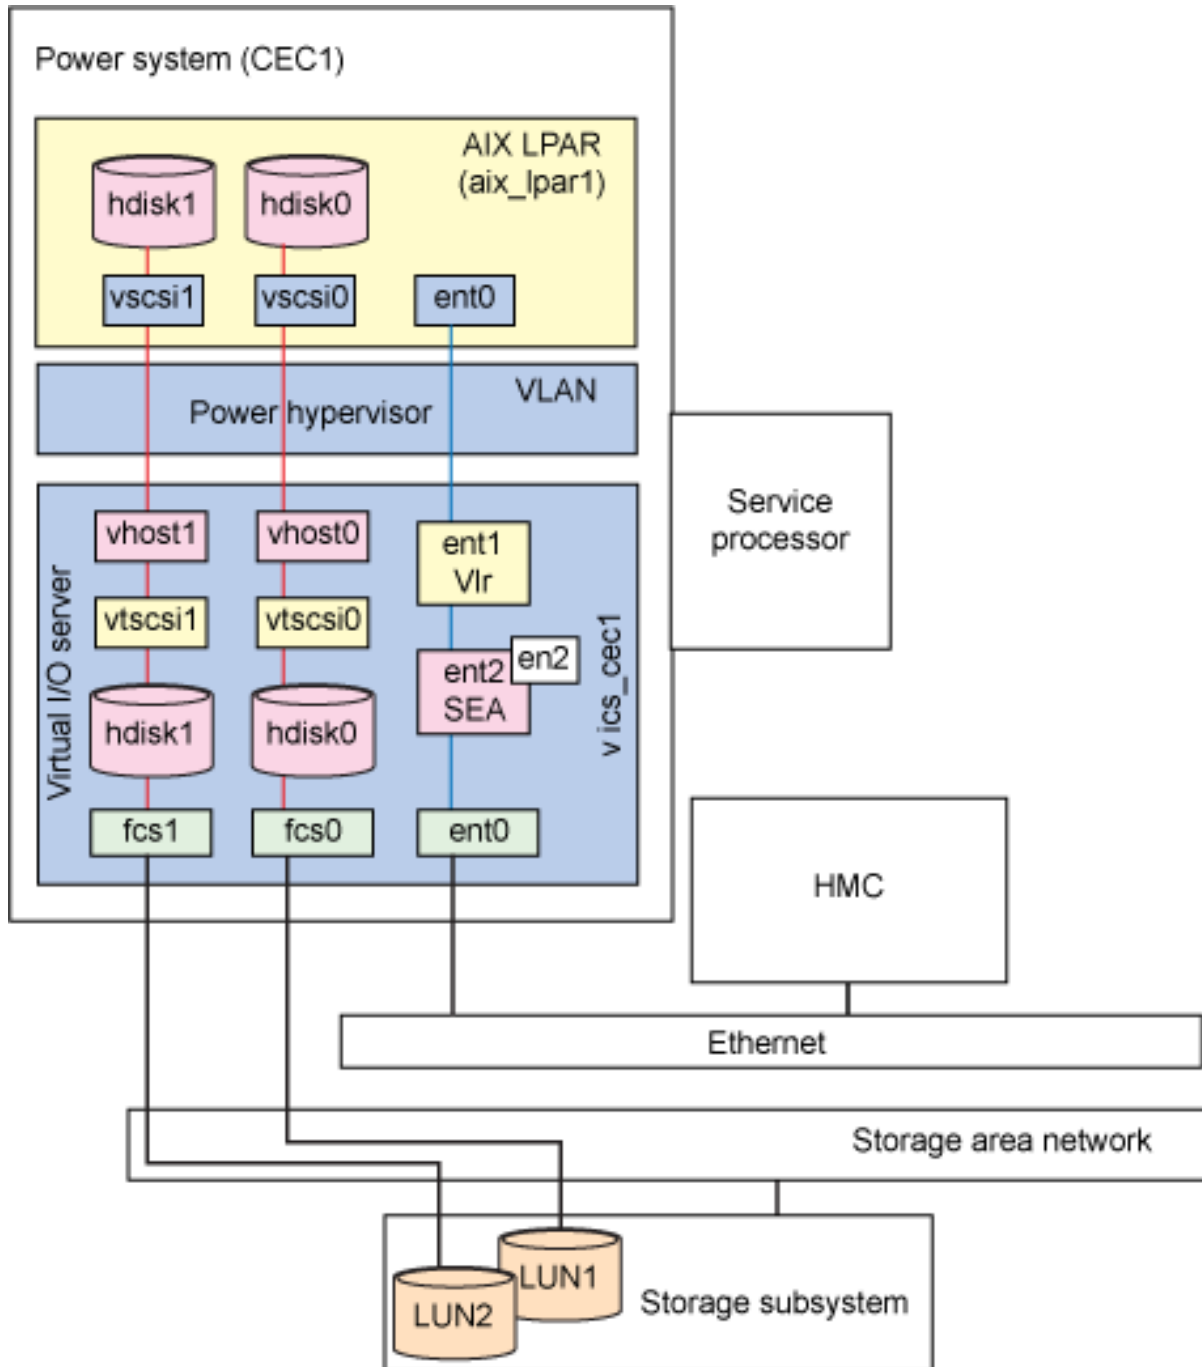 Power system (CEC1)
AIX LPAR
(aix_lpar1)
hdisk1
hdisk0
vscsi1
vscsi0
ent0
VLAN
Power hypervisor
Service
processor
Virtual I/O server
vhost1
vhost0
ent1
Vlr
vtscsi1
vtscsi0
en2
ent2
SEA
hdisk1
hdisk0
v ics_cec1
fcs1
fcs0
ent0
HMC
Ethernet
Storage area network
LUN1
LUN2
Storage subsystem